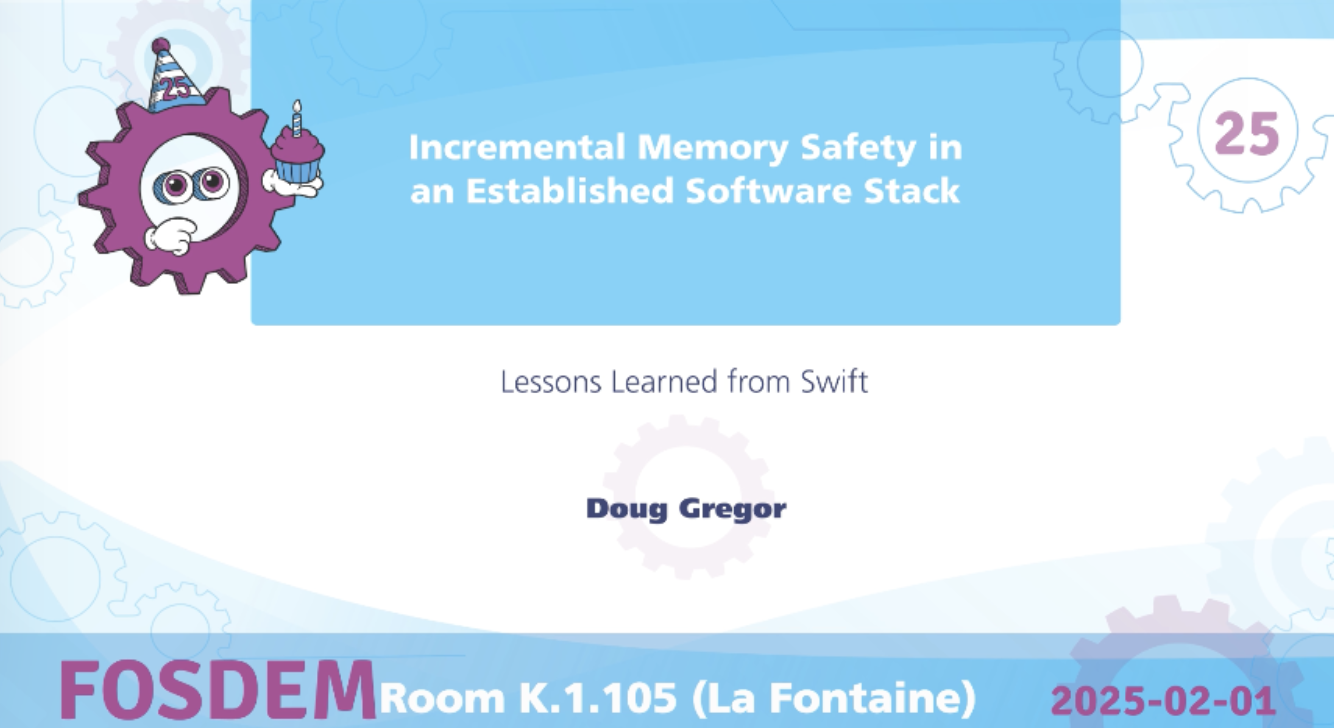 25
Incremental Memory Safety in
an Established Software Stack
25
Lessons Learned from Swift
Doug Gregor
FOSDEM Room K.1.105 (La Fontaine) 2025-02-01